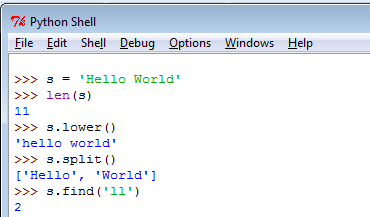 Python Shell
File Edit Shell Debug Options Windows Help
>>> s = 'Hello World'
>>> len(s)
11
>>> s.lower()
'hello world'
>>> s.split()
['Hello', 'World']
>>> s.find('ll')
2